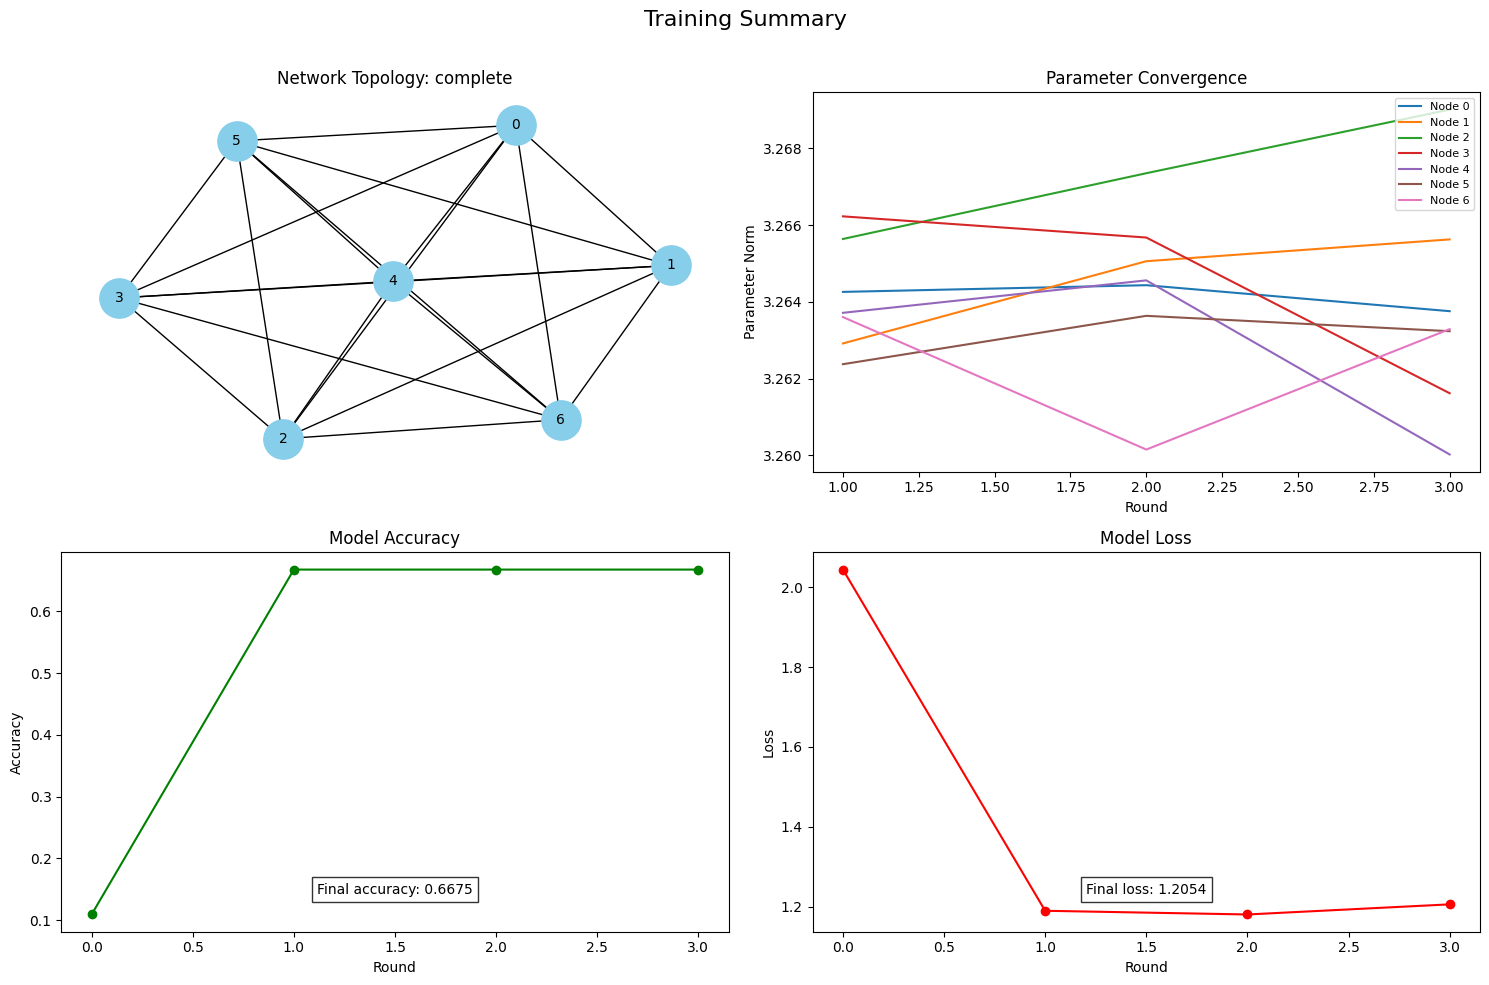 Training Summary
Network Topology: complete
5
0
1
4
3
6
2
Parameter Convergence
Parameter Norm
3.268
3.266
3.264
3.262
3.260
Node 0
Node 1
Node 2
Node 3
Node 4
Node 5
Node 6
1.00 1.25 1.50 1.75 2.00 2.25 2.50 2.75 3.00
Round
Model Accuracy
Accuracy
0.6
0.5
0.4
0.3
0.2
0.1
Final accuracy: 0.6675
0.0 0.5 1.0 1.5 2.0 2.5 3.0
Round
Model Loss
Loss
2.0
1.8
1.6
1.4
1.2
Final loss: 1.2054
0.0 0.5 1.0 1.5 2.0 2.5 3.0
Round